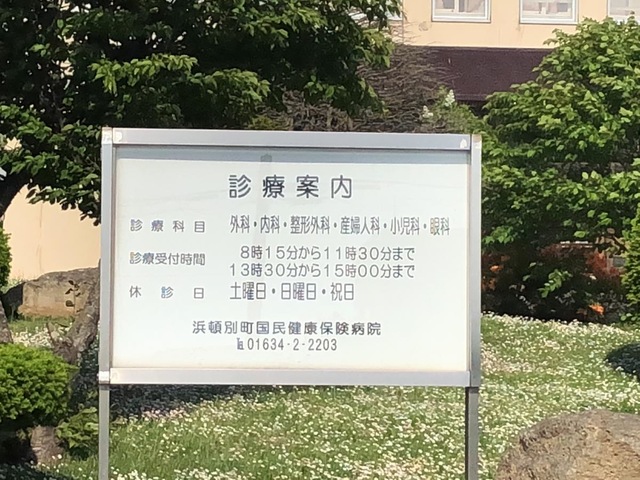 診療案内
診療科目 外科・内科・整形外科・産婦人科・小児科・眼科
診療受付時間 8時15分から11時30分まで
13時30分から15時00分まで
休診日 土曜日・日曜日・祝日
浜頓別町国民健康保険病院
℡01634-2-2203